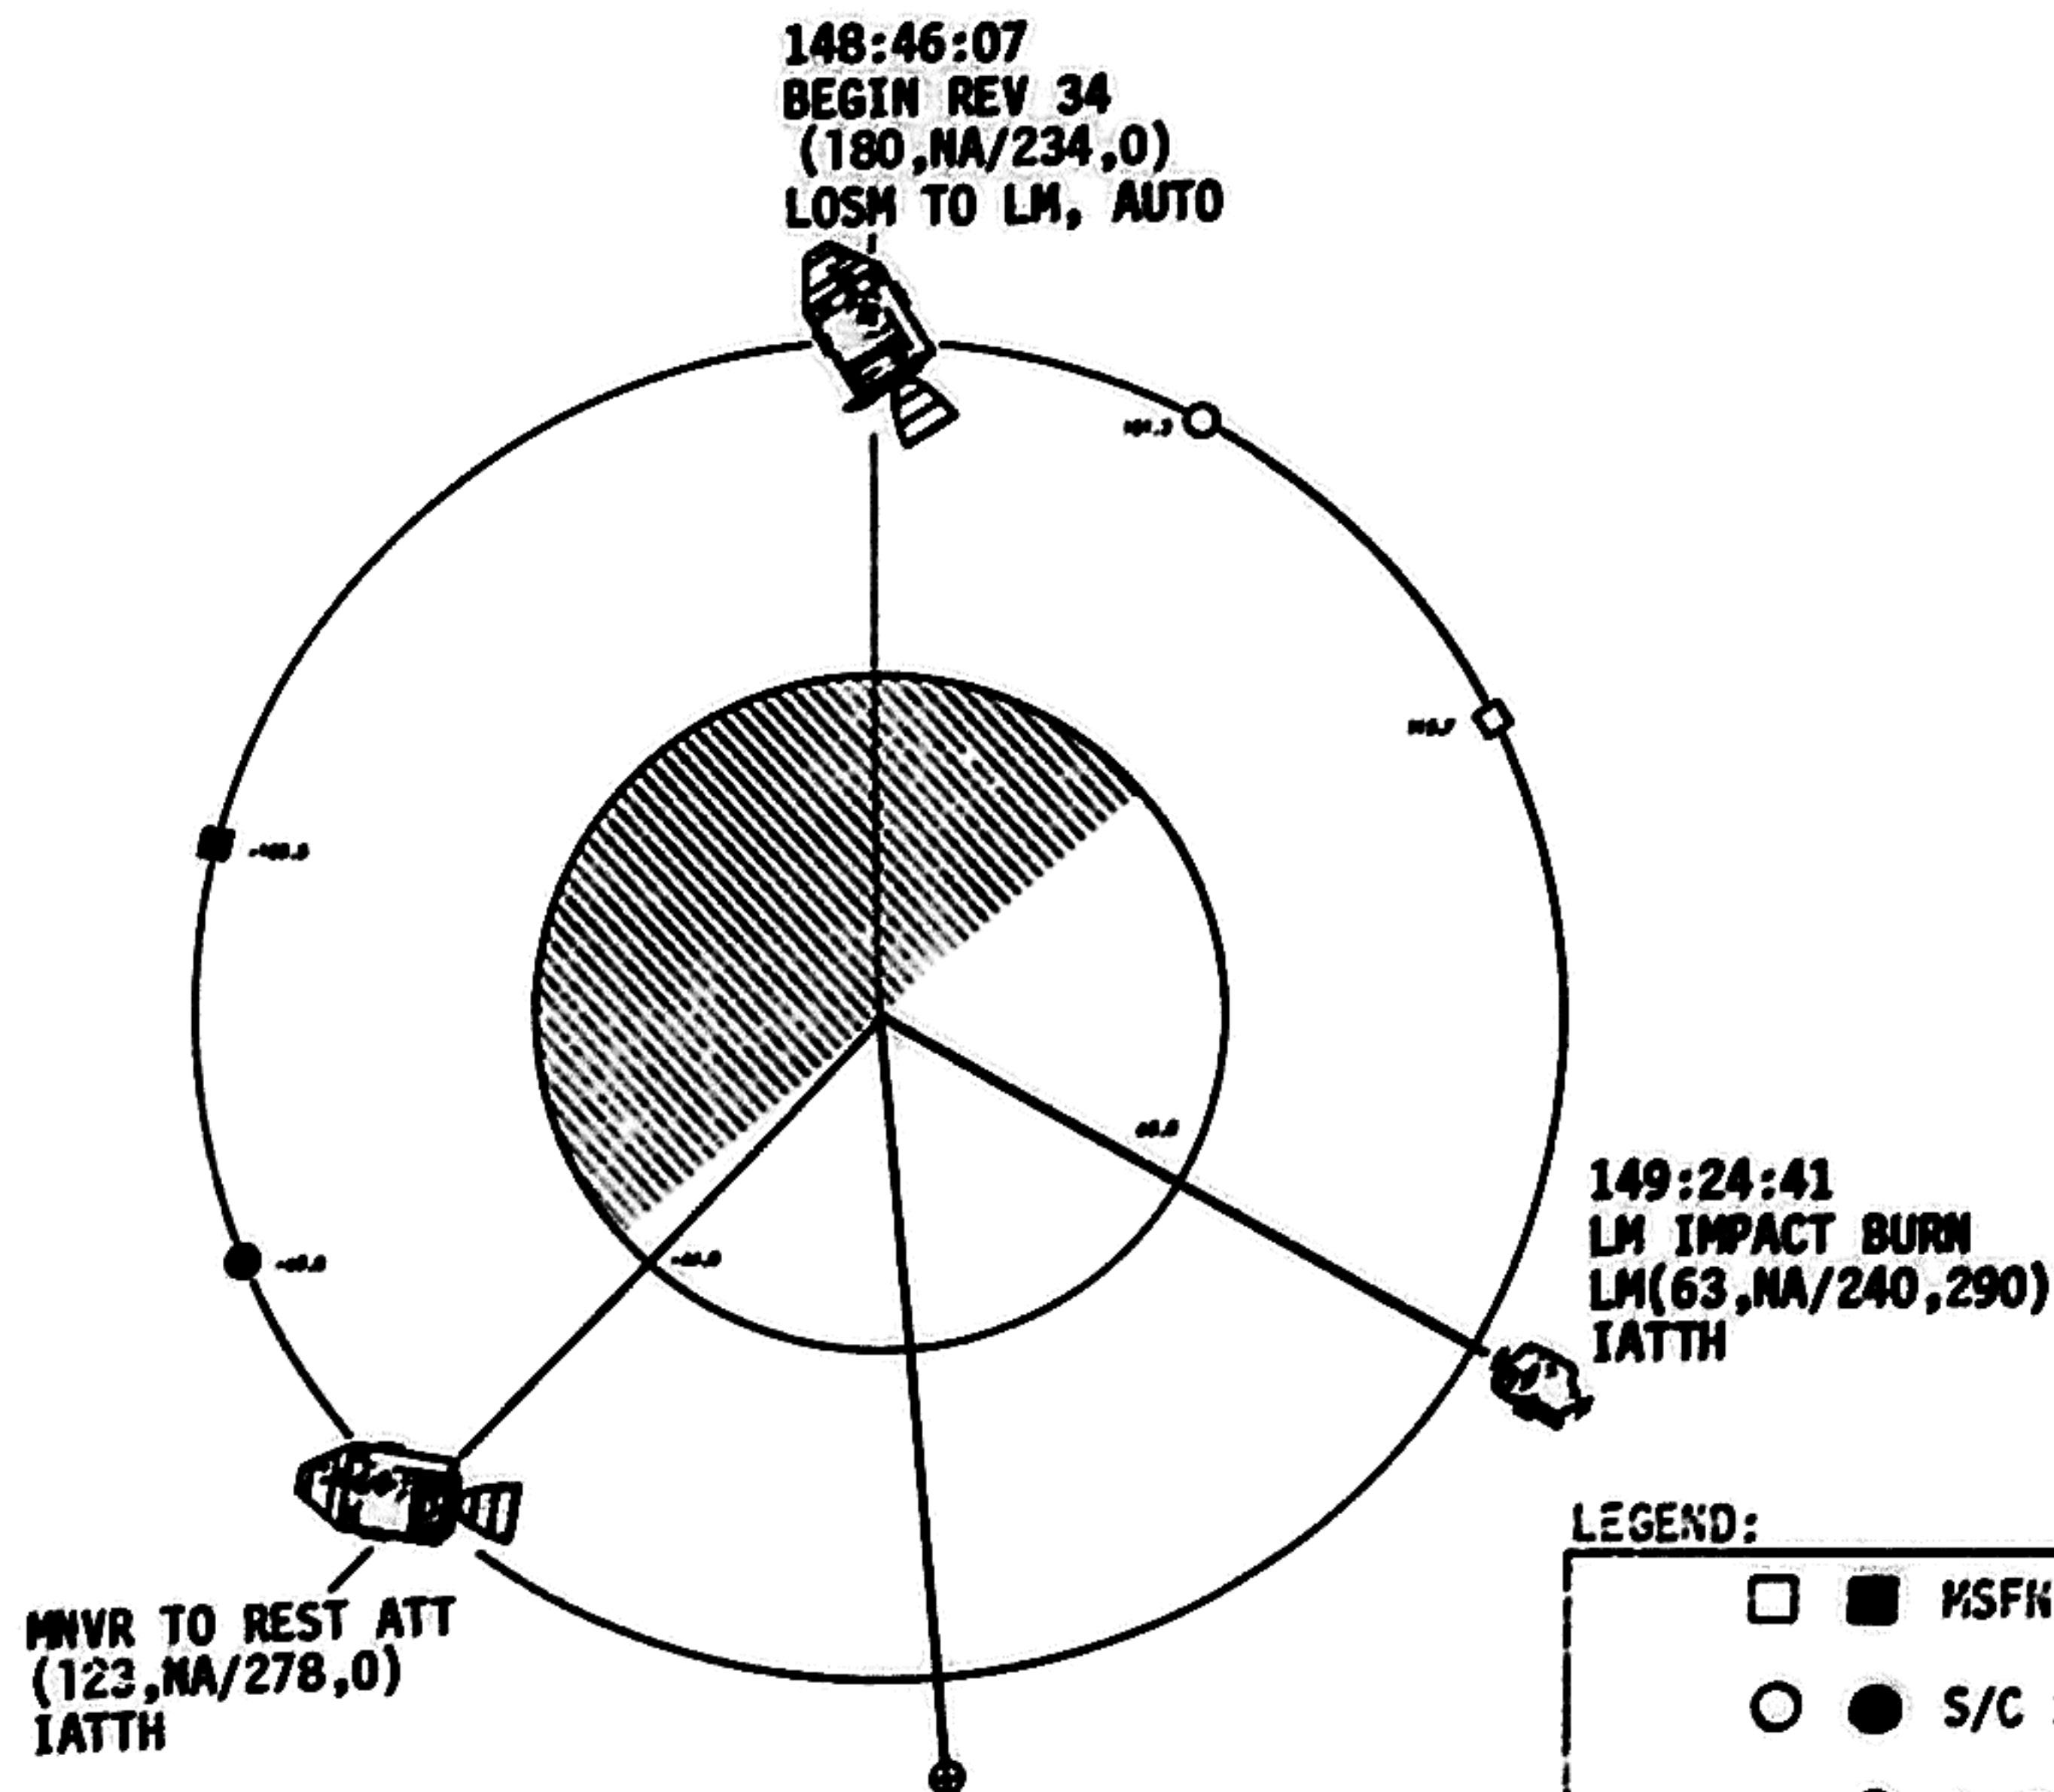 148:46:07
BEGIN REV 34
(180,NA/234,0)
LOSM TO LM, AUTO
149:24:41
LM IMPACT BURN
LM(63,NA/240,290)
IATTH
MNVR TO REST ATT
(123,NA/278,0)
IATTH
LEGEND:
MSFN
S/C